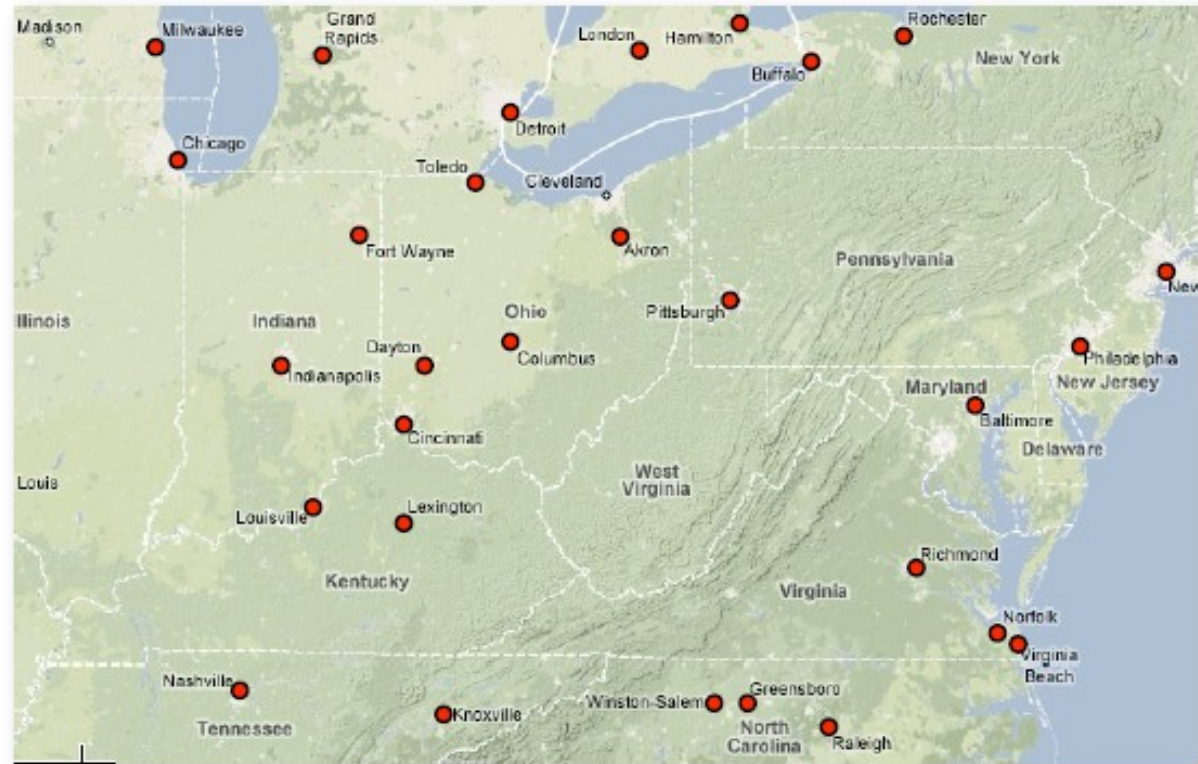 Madison
Milwaukee
Grand
Rapids
London
Hamilton
Rochester
Buffalo
New York
Detroit
Chicago
Toledo
Cleveland
Fort Wayne
Akron
Pennsylvania
New
Illinois
Indiana
Ohio
Pittsburgh
Dayton
Columbus
Indianapolis
Philadelphia
Maryland
New Jersey
Baltimore
Cincinnati
Delaware
Louis
West
Virginia
Louisville
Lexington
Richmond
Kentucky
Virginia
Norfolk
Virginia
Beach
Nashville
Winston-Salem
Greensboro
Knoxville
Tennessee
North
Carolina
Raleigh